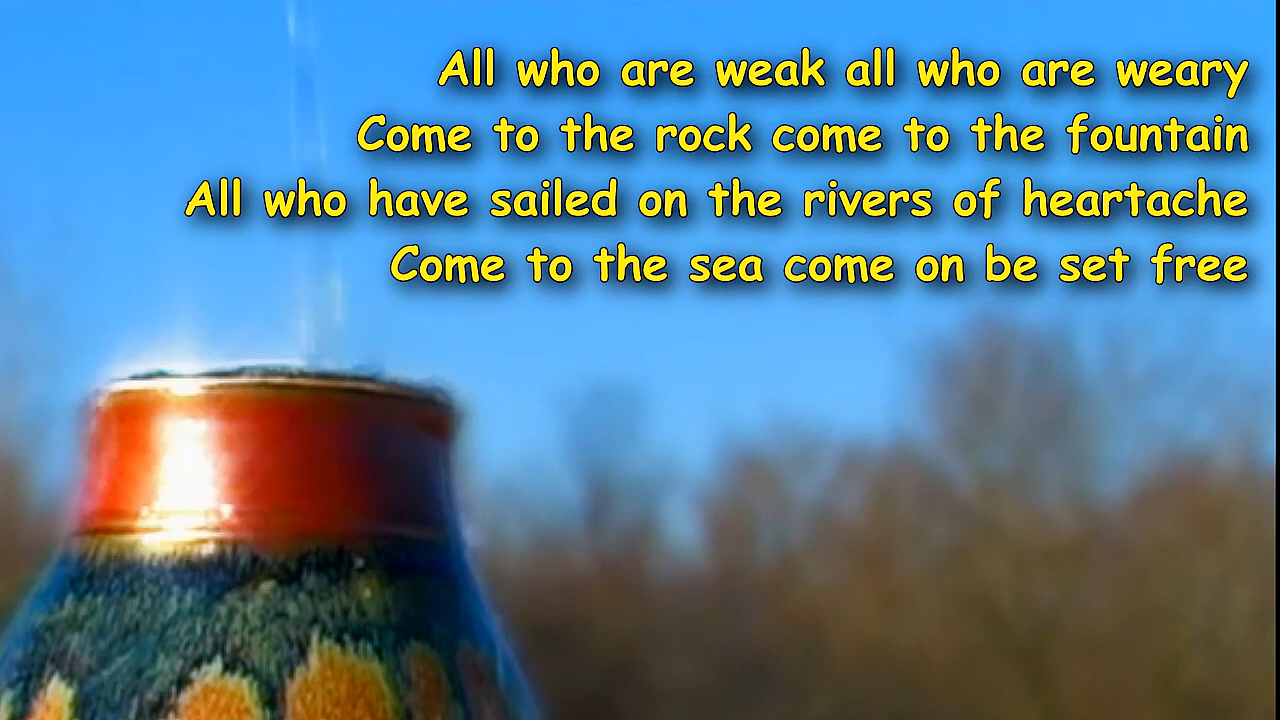 All who are weak all who are weary
Come to the rock come to the fountain
All who have sailed on the rivers of heartache
Come to the sea come on be set free